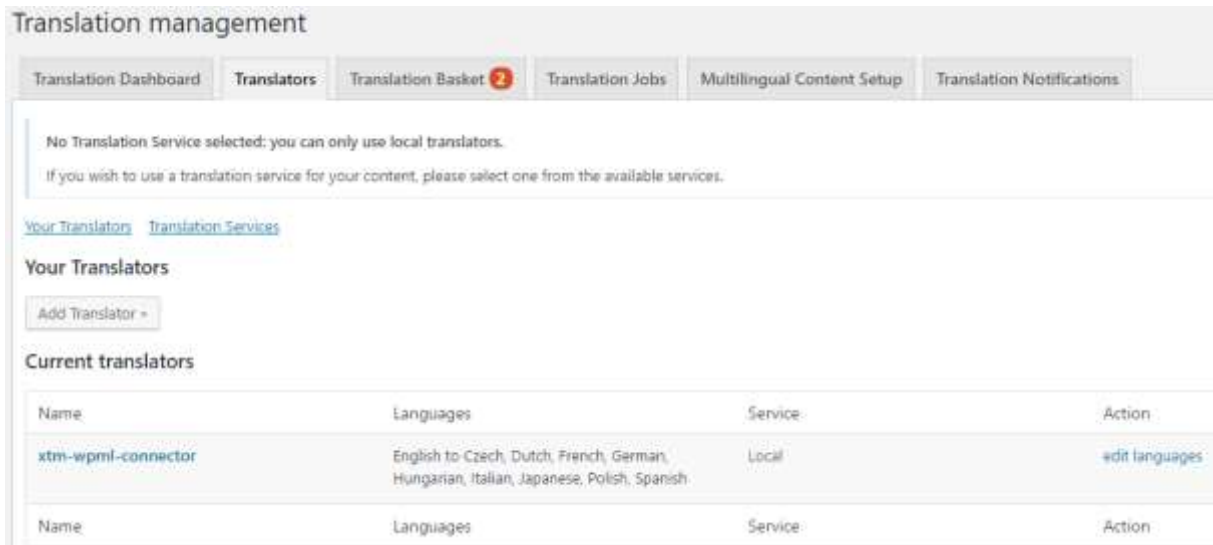 Translation management
Translation Dashboard Translators Translation Basket 2 Translation Jobs Multilingual Content Setup Translation Notifications
No Translation Service selected: you can only use local translators.
If you wish to use a translation service for your content, please select one from the available services.
Your Translators Translation Services
Your Translators
Add Translator »
Current translators
Name Languages Service Action
xtm-wpml-connector English to Czech, Dutch, French, German, Local edit languages
Hungarian, Italian, Japanese, Polish, Spanish
Name Languages Service Action